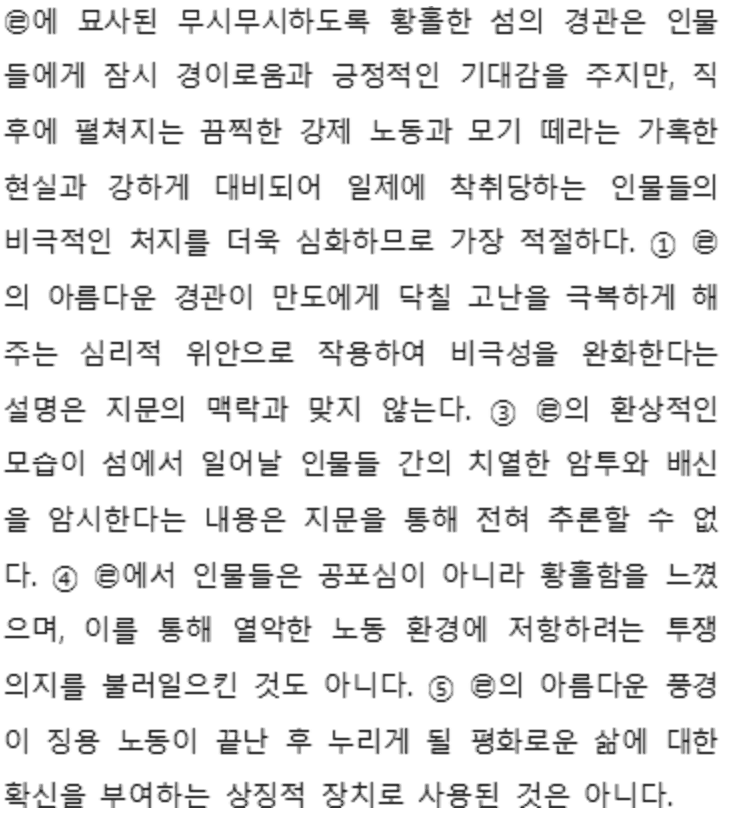 ㉣에 묘사된 무시무시하도록 황홀한 섬의 경관은 인물
들에게 잠시 경이로움과 긍정적인 기대감을 주지만, 직
후에 펼쳐지는 끔찍한 강제 노동과 모기 떼라는 가혹한
현실과 강하게 대비되어 일제에 착취당하는 인물들의
비극적인 처지를 더욱 심화하므로 가장 적절하다. ① ㉣
의 아름다운 경관이 만도에게 닥칠 고난을 극복하게 해
주는 심리적 위안으로 작용하여 비극성을 완화한다는
설명은 지문의 맥락과 맞지 않는다. ③ ㉣의 환상적인
모습이 섬에서 일어날 인물들 간의 치열한 암투와 배신
을 암시한다는 내용은 지문을 통해 전혀 추론할 수 없
다. ④ ㉣에서 인물들은 공포심이 아니라 황홀함을 느꼈
으며, 이를 통해 열악한 노동 환경에 저항하려는 투쟁
의지를 불러일으킨 것도 아니다. ⑤ ㉣의 아름다운 풍경
이 징용 노동이 끝난 후 누리게 될 평화로운 삶에 대한
확신을 부여하는 상징적 장치로 사용된 것은 아니다.